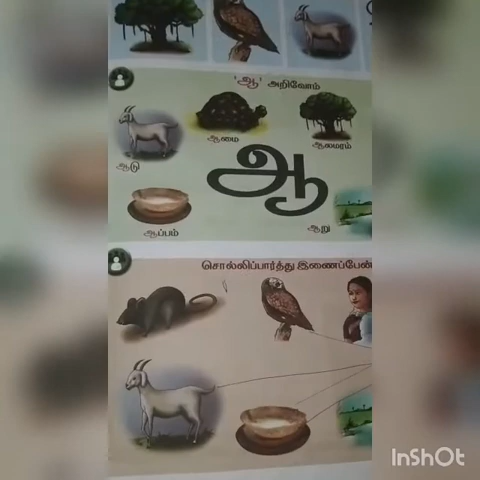 'ஆ' அறிவோம்
ஆமை
ஆலமரம்
ஆடு
ஆ
ஆப்பம்
ஆறு
சொல்லிப்பார்த்து இணைப்பேன்
InShOt